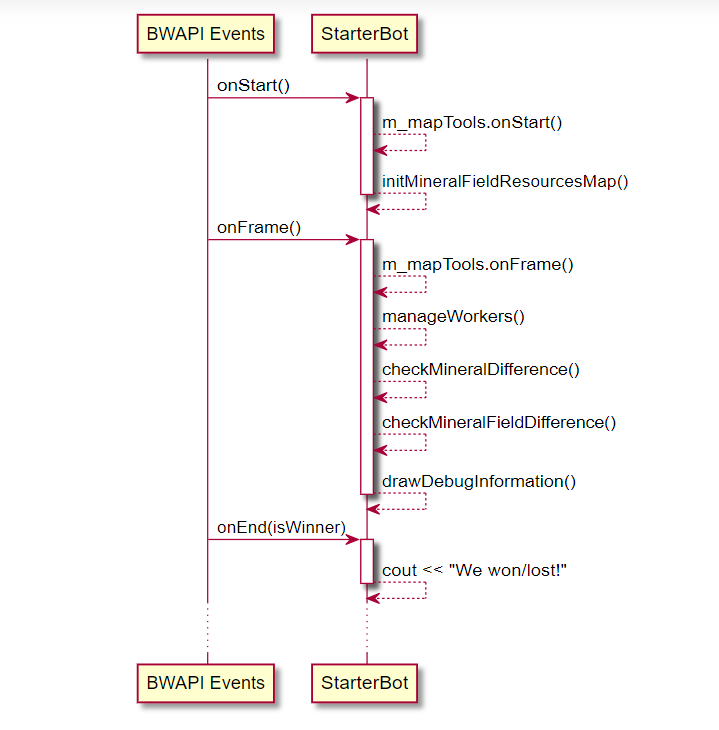 BWAPI Events
StarterBot
onStart()
m_mapTools.onStart()
initMineralFieldResourcesMap()
onFrame()
m_mapTools.onFrame()
manageWorkers()
checkMineralDifference()
checkMineralFieldDifference()
drawDebugInformation()
onEnd(isWinner)
cout << "We won/lost!"
BWAPI Events
StarterBot